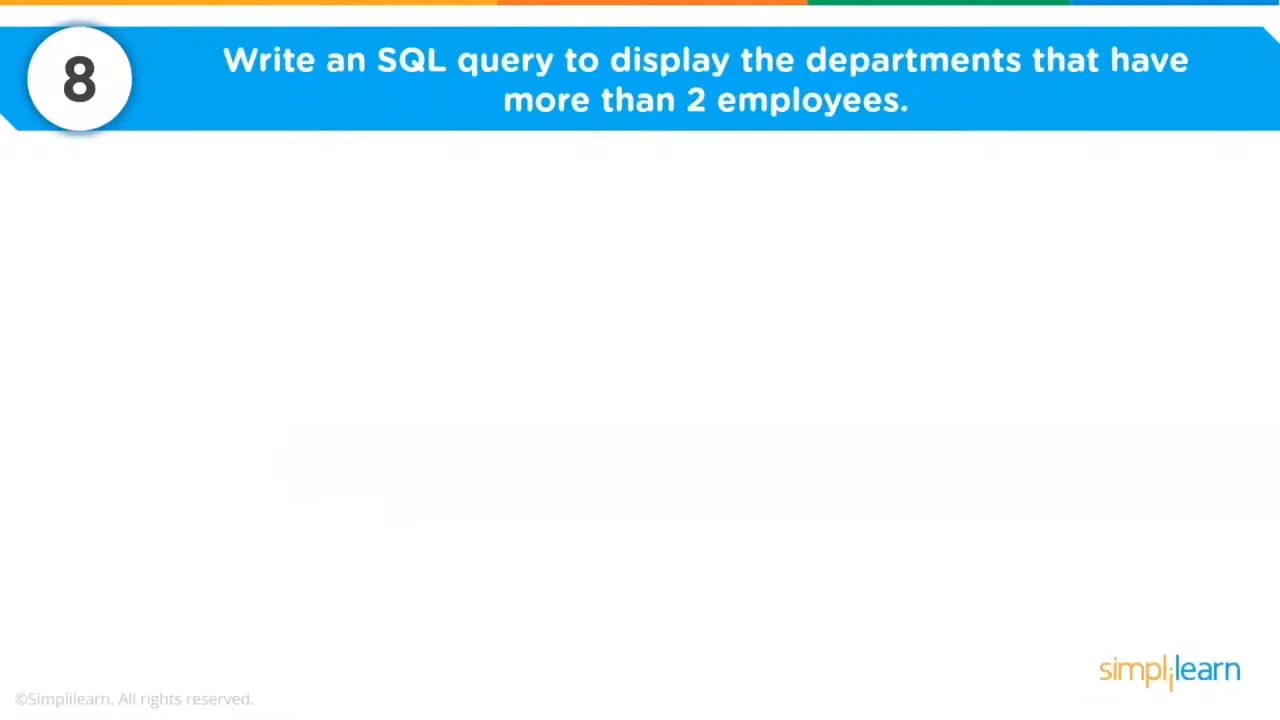 8
Write an SQL query to display the departments that have
more than 2 employees.
simplilearn
©Simplilearn. All rights reserved.